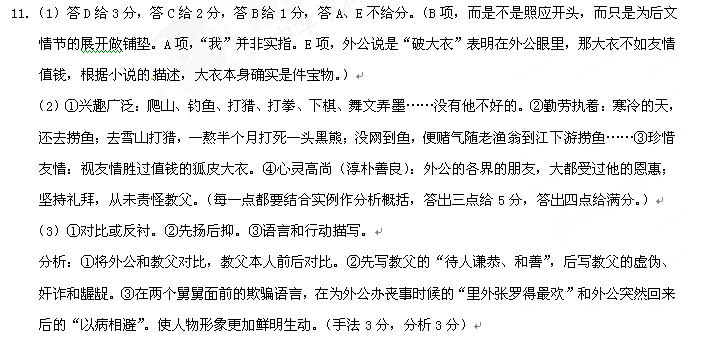 11.（1）答 D 给 3 分，答 C 给 2 分，答 B 给 1 分，答 A、E 不给分。（B 项，而是不是照应开头，而只是为后文
情节的展开做铺垫。A 项，“我”并非实指。E 项，外公说是“破大衣”表明在外公眼里，那大衣不如友情
值钱，根据小说的描述，大衣本身确实是件宝物。）
（2）①兴趣广泛：爬山、钓鱼、打猎、打拳、下棋、舞文弄墨……没有他不好的。②勤劳执着：寒冷的天，
还去捞鱼；去雪山打猎，一熬半个月打死一头黑熊；没网到鱼，便赌气随老渔翁到江下游捞鱼……③珍惜
友情：视友情胜过值钱的狐皮大衣。④心灵高尚（淳朴善良）：外公的各界的朋友，大都受过他的恩惠；
坚持礼拜，从未责怪教父。（每一点都要结合实例作分析概括，答出三点给 5 分，答出四点给满分。）
（3）①对比或反衬。②先扬后抑。③语言和行动描写。
分析：①将外公和教父对比，教父本人前后对比。②先写教父的“待人谦恭、和善”，后写教父的虚伪、
奸诈和龌龊。③在两个舅舅面前的欺骗语言，在为外公办丧事时候的“里外张罗得最欢”和外公突然回来
后的“以病相避”。使人物形象更加鲜明生动。（手法 3 分，分析 3 分）